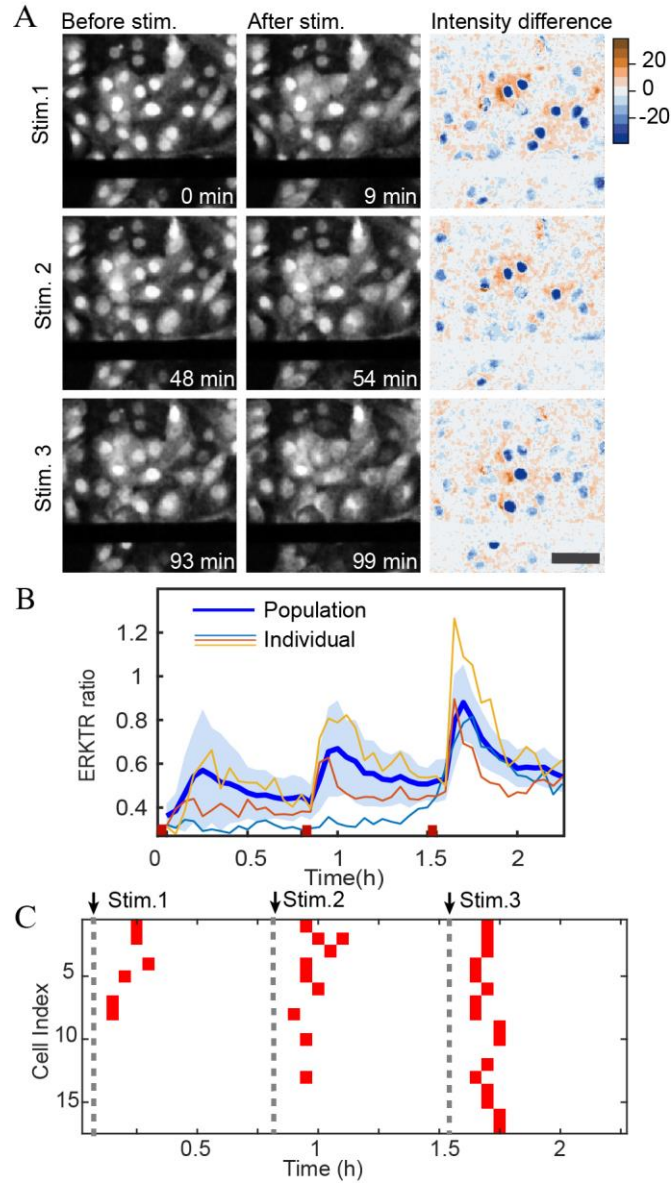 A
Before stim.
After stim.
Intensity difference
Stim.1
0 min
9 min
20
0
-20
Stim. 2
48 min
54 min
Stim. 3
93 min
99 min
B
Population
Individual
ERKTR ratio
1.2
1
0.8
0.6
0.4
0 0.5 1 1.5 2
Time(h)
C
Stim.1 Stim.2 Stim.3
Cell Index
5
10
15
0.5 1 1.5 2
Time (h)